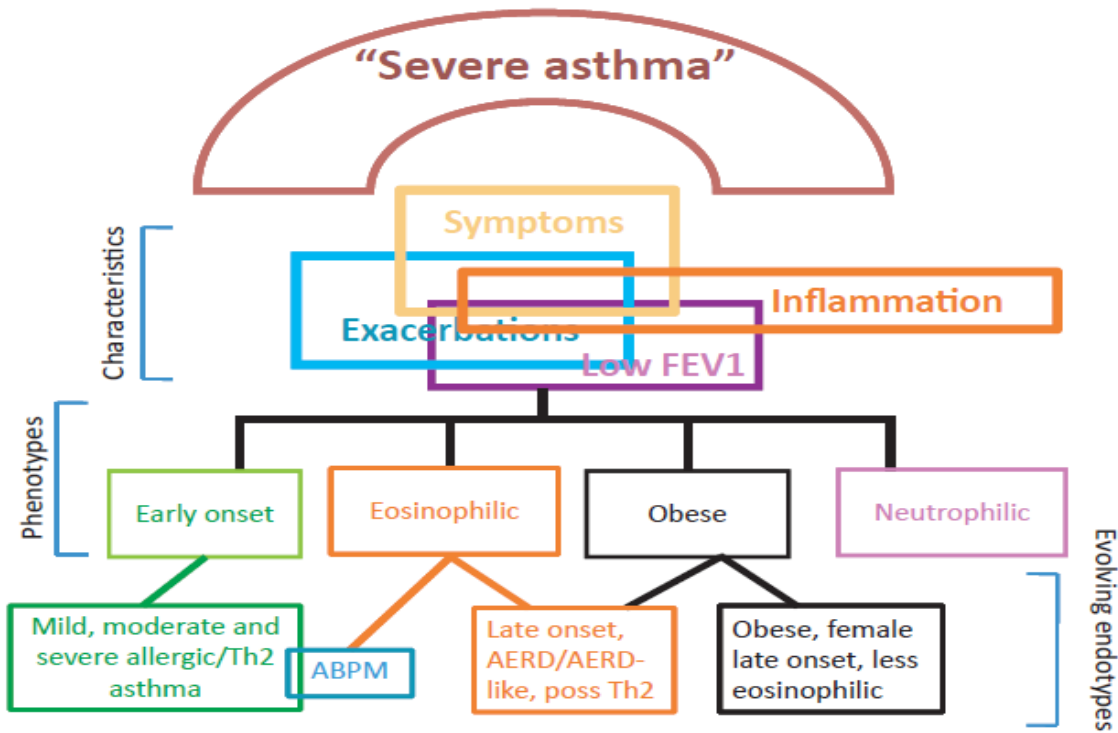 “Severe asthma”
Characteristics
Symptoms
Inflammation
Exacerbations
Low FEV1
Phenotypes
Early onset
Eosinophilic
Obese
Neutrophilic
Evolving endotypes
Mild, moderate and
severe allergic/Th2
asthma
ABPM
Late onset,
AERD/AERD-
like, poss Th2
Obese, female
late onset, less
eosinophilic